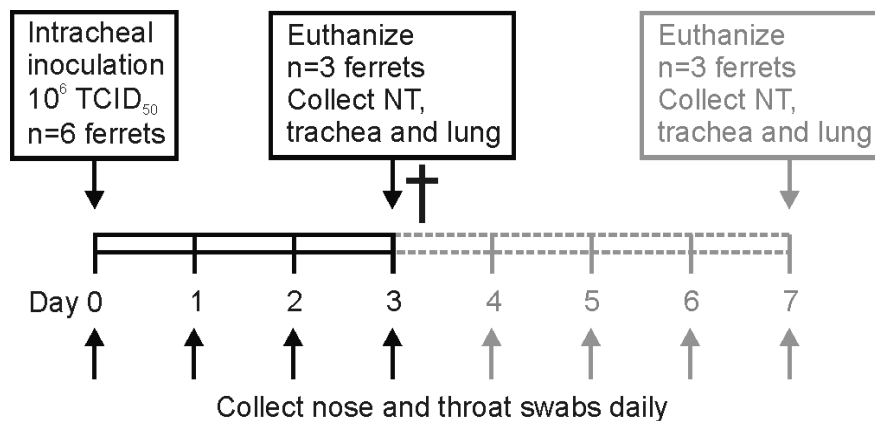 Intracheal
inoculation
10⁶ TCID₅₀
n=6 ferrets
Euthanize
n=3 ferrets
Collect NT,
trachea and lung
Euthanize
n=3 ferrets
Collect NT,
trachea and lung
Day 0 1 2 3 4 5 6 7
Collect nose and throat swabs daily